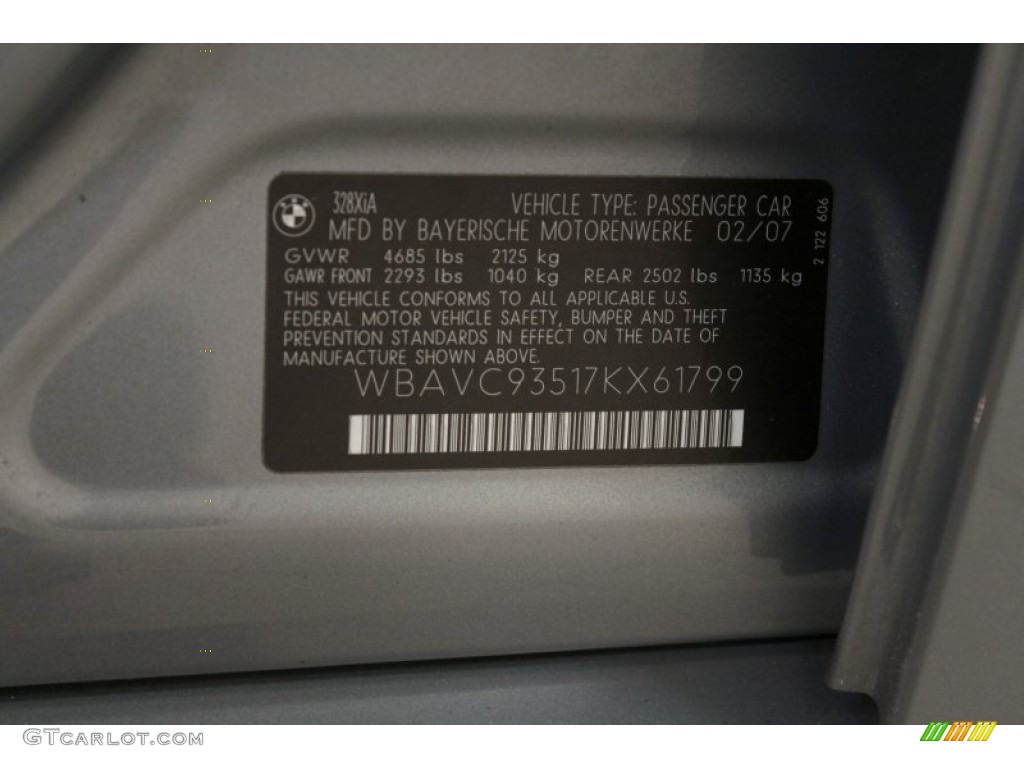 328XiA VEHICLE TYPE: PASSENGER CAR
MFD BY BAYERISCHE MOTORENWERKE 02/07
GVWR 4685 lbs 2125 kg
GAWR FRONT 2293 lbs 1040 kg REAR 2502 lbs 1135 kg
THIS VEHICLE CONFORMS TO ALL APPLICABLE U.S.
FEDERAL MOTOR VEHICLE SAFETY, BUMPER AND THEFT
PREVENTION STANDARDS IN EFFECT ON THE DATE OF
MANUFACTURE SHOWN ABOVE.
WBAVC93517KX61799
2 122 606
GTCarlot.com